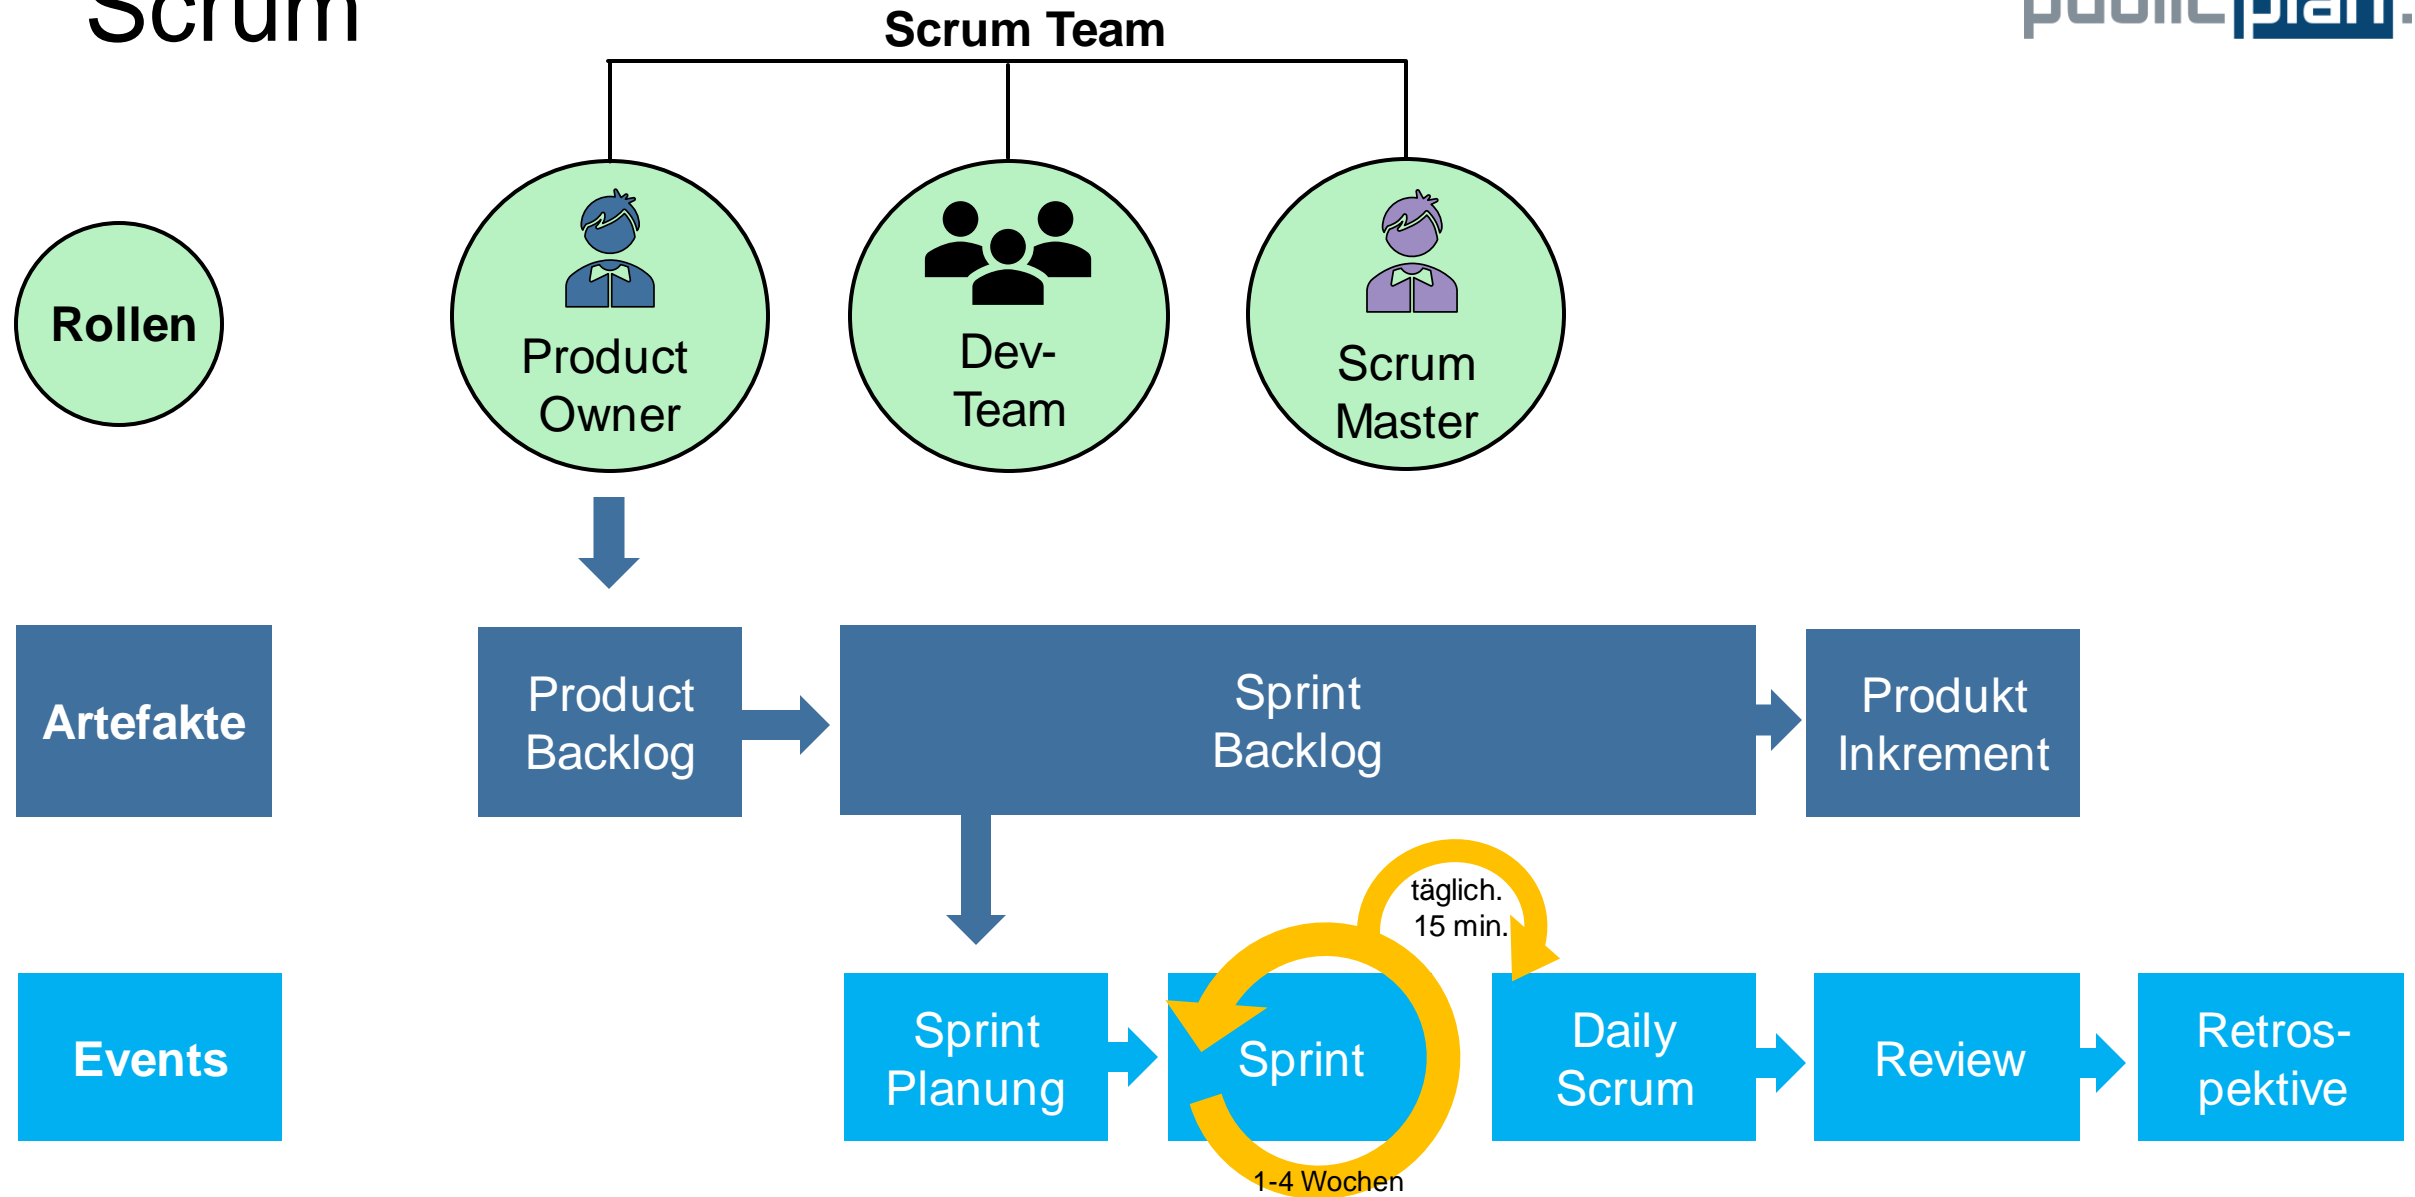 Scrum
publicplan.
Scrum Team
Rollen
Product
Owner
Dev-
Team
Scrum
Master
Artefakte
Product
Backlog
Sprint
Backlog
Produkt
Inkrement
täglich.
15 min.
Events
Sprint
Planung
Sprint
1-4 Wochen
Daily
Scrum
Review
Retros-
pektive